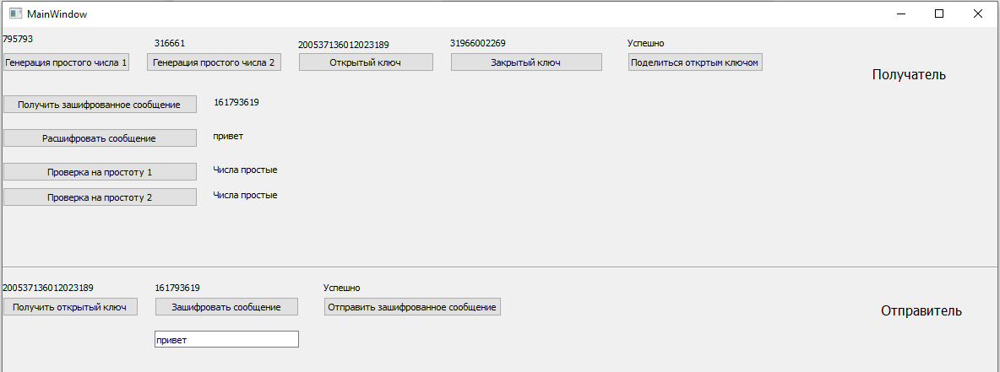 MainWindow
795793
316661
200537136012023189
31966002269
Успешно
Генерация простого числа 1
Генерация простого числа 2
Открытый ключ
Закрытый ключ
Поделиться откртым ключом
Получатель
Получить зашифрованное сообщение
161793619
Расшифровать сообщение
привет
Проверка на простоту 1
Числа простые
Проверка на простоту 2
Числа простые
200537136012023189
161793619
Успешно
Получить открытый ключ
Зашифровать сообщение
Отправить зашифрованное сообщение
Отправитель
привет